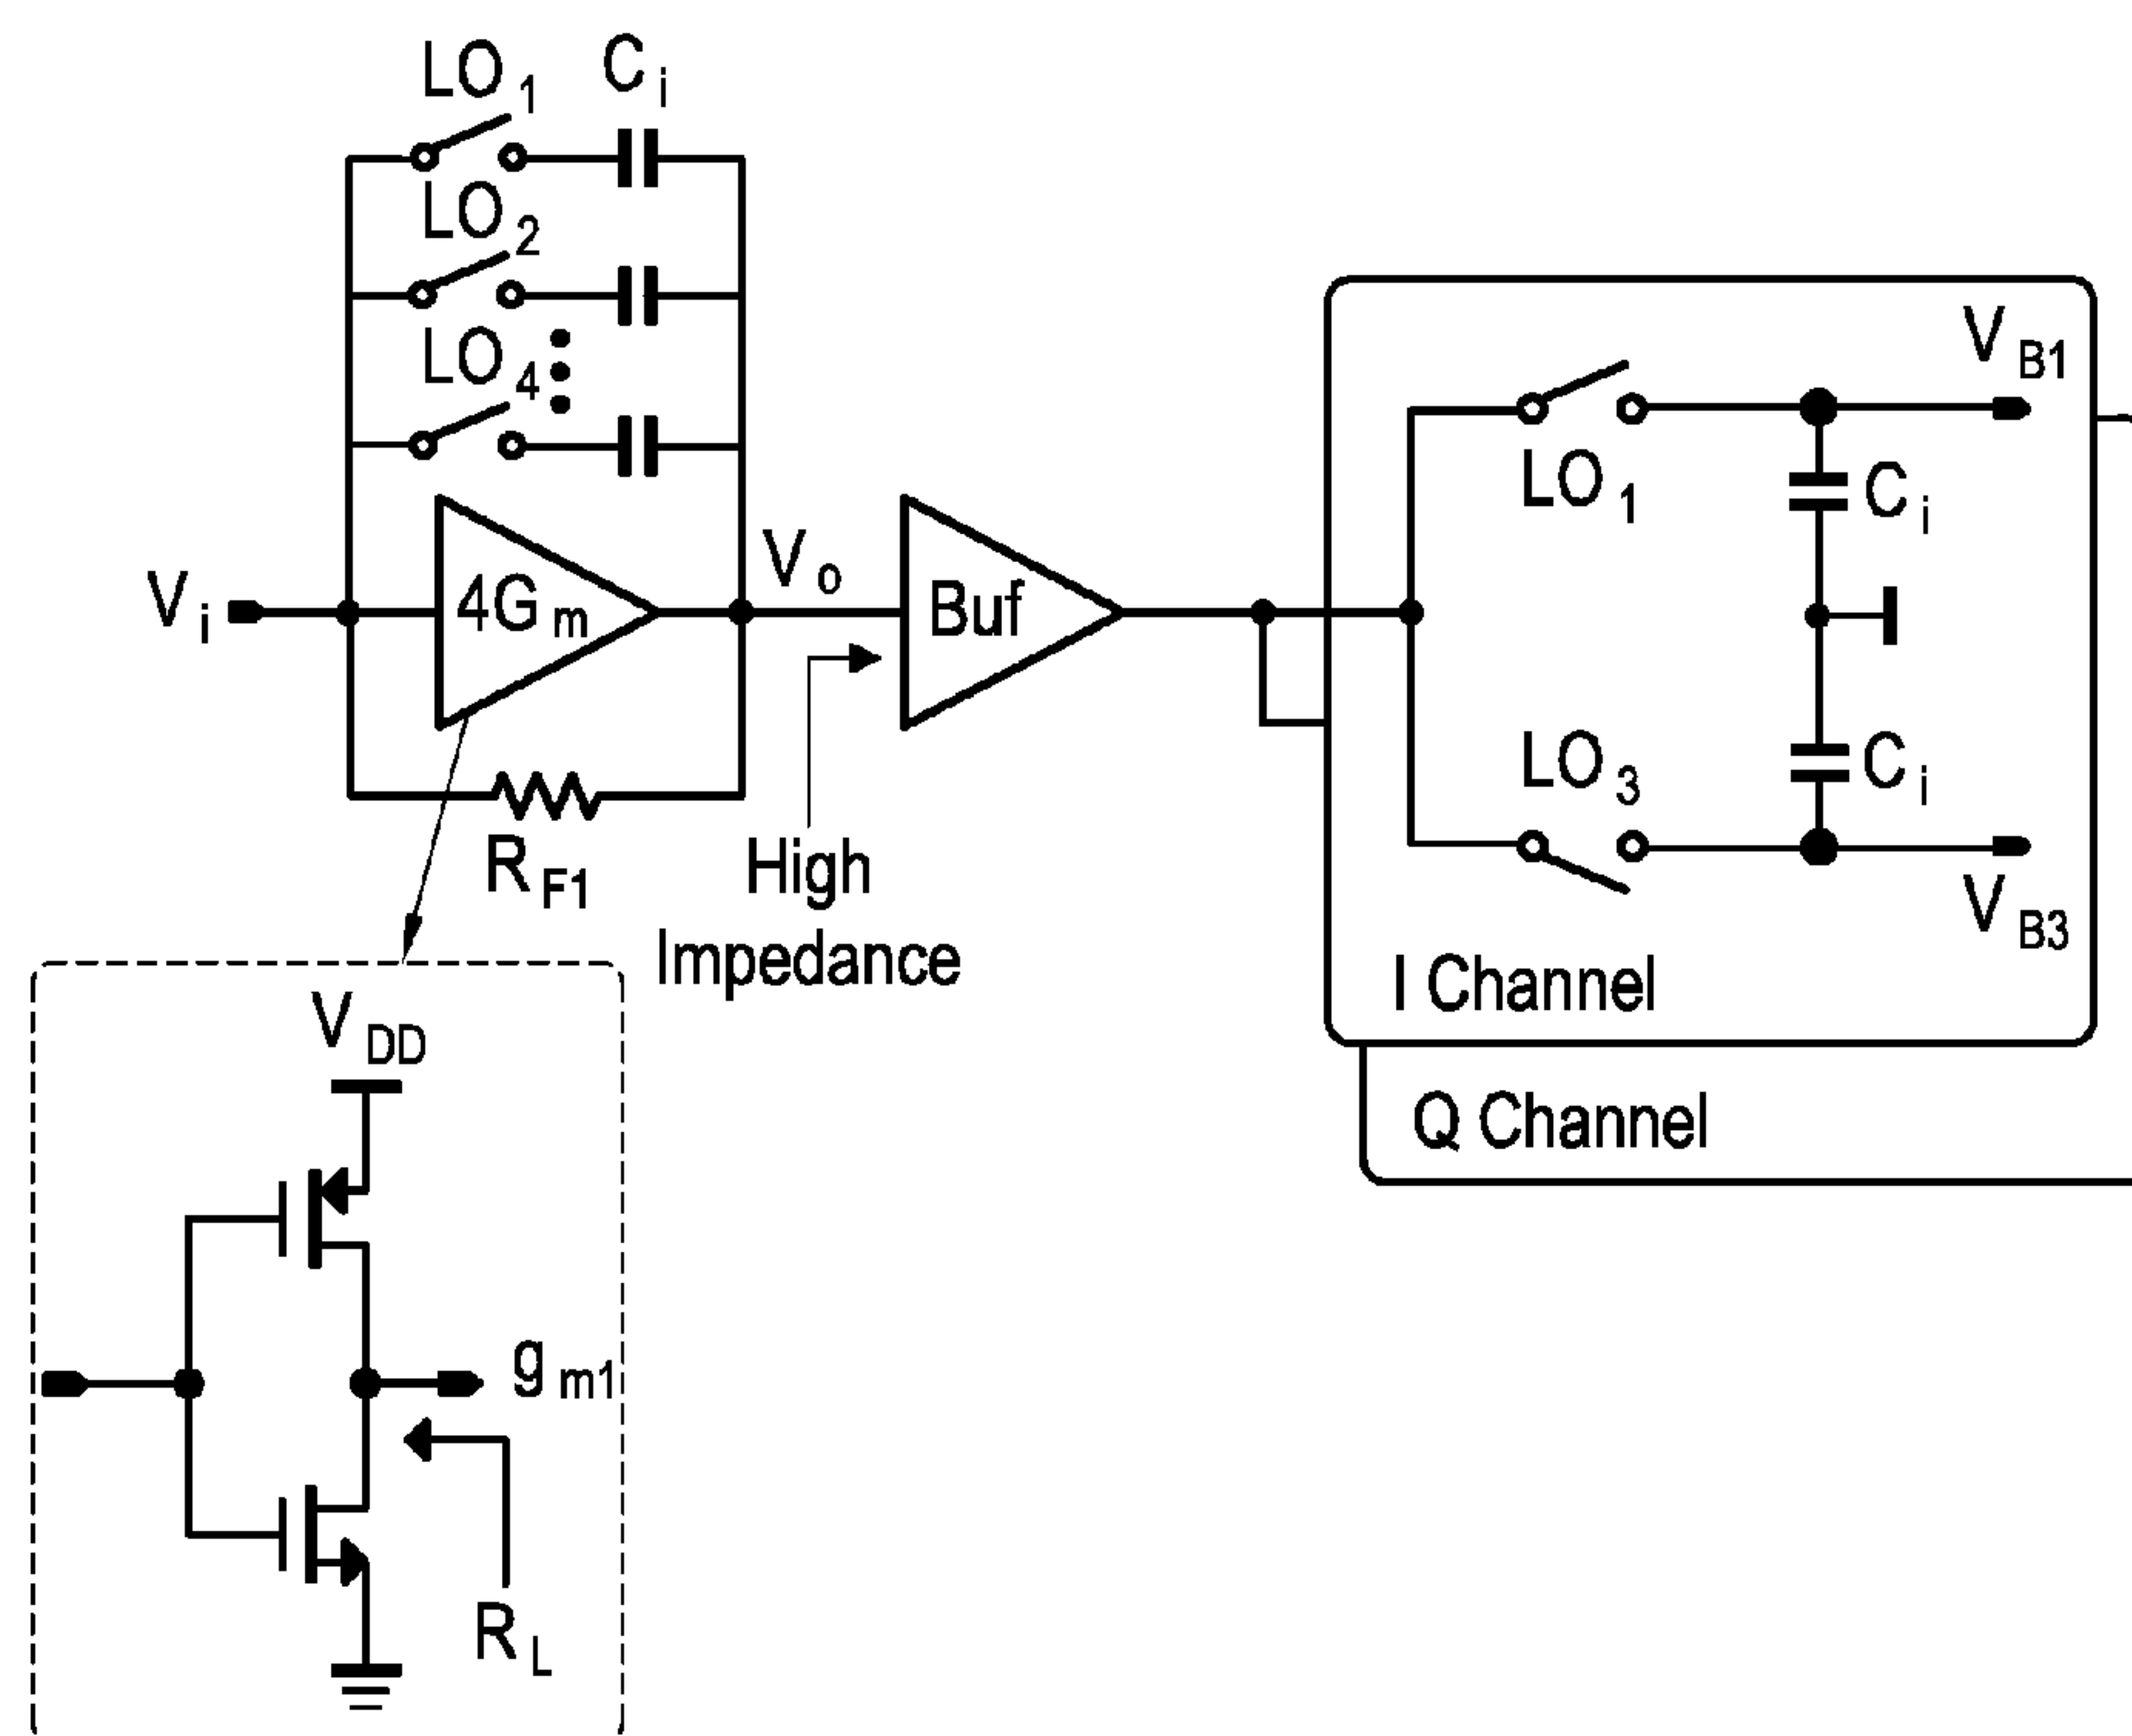 LO1
Ci
LO2
LO4
Vi
4Gm
Vo
Buf
RF1
High
Impedance
LO1
VB1
Ci
LO3
Ci
VB3
I Channel
Q Channel
VDD
gm1
RL